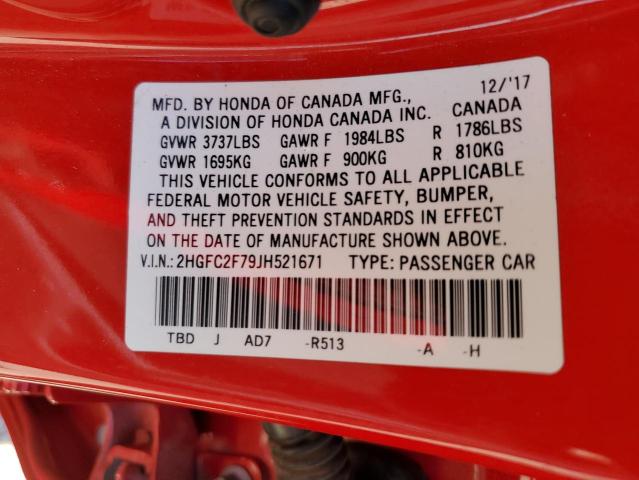 12/'17
MFD. BY HONDA OF CANADA MFG.,
A DIVISION OF HONDA CANADA INC. CANADA
GVWR 3737LBS GAWR F 1984LBS R 1786LBS
GVWR 1695KG GAWR F 900KG R 810KG
THIS VEHICLE CONFORMS TO ALL APPLICABLE
FEDERAL MOTOR VEHICLE SAFETY, BUMPER,
AND THEFT PREVENTION STANDARDS IN EFFECT
ON THE DATE OF MANUFACTURE SHOWN ABOVE.
V.I.N.: 2HGFC2F79JH521671 TYPE: PASSENGER CAR
TBD J AD7 -R513 -A -H